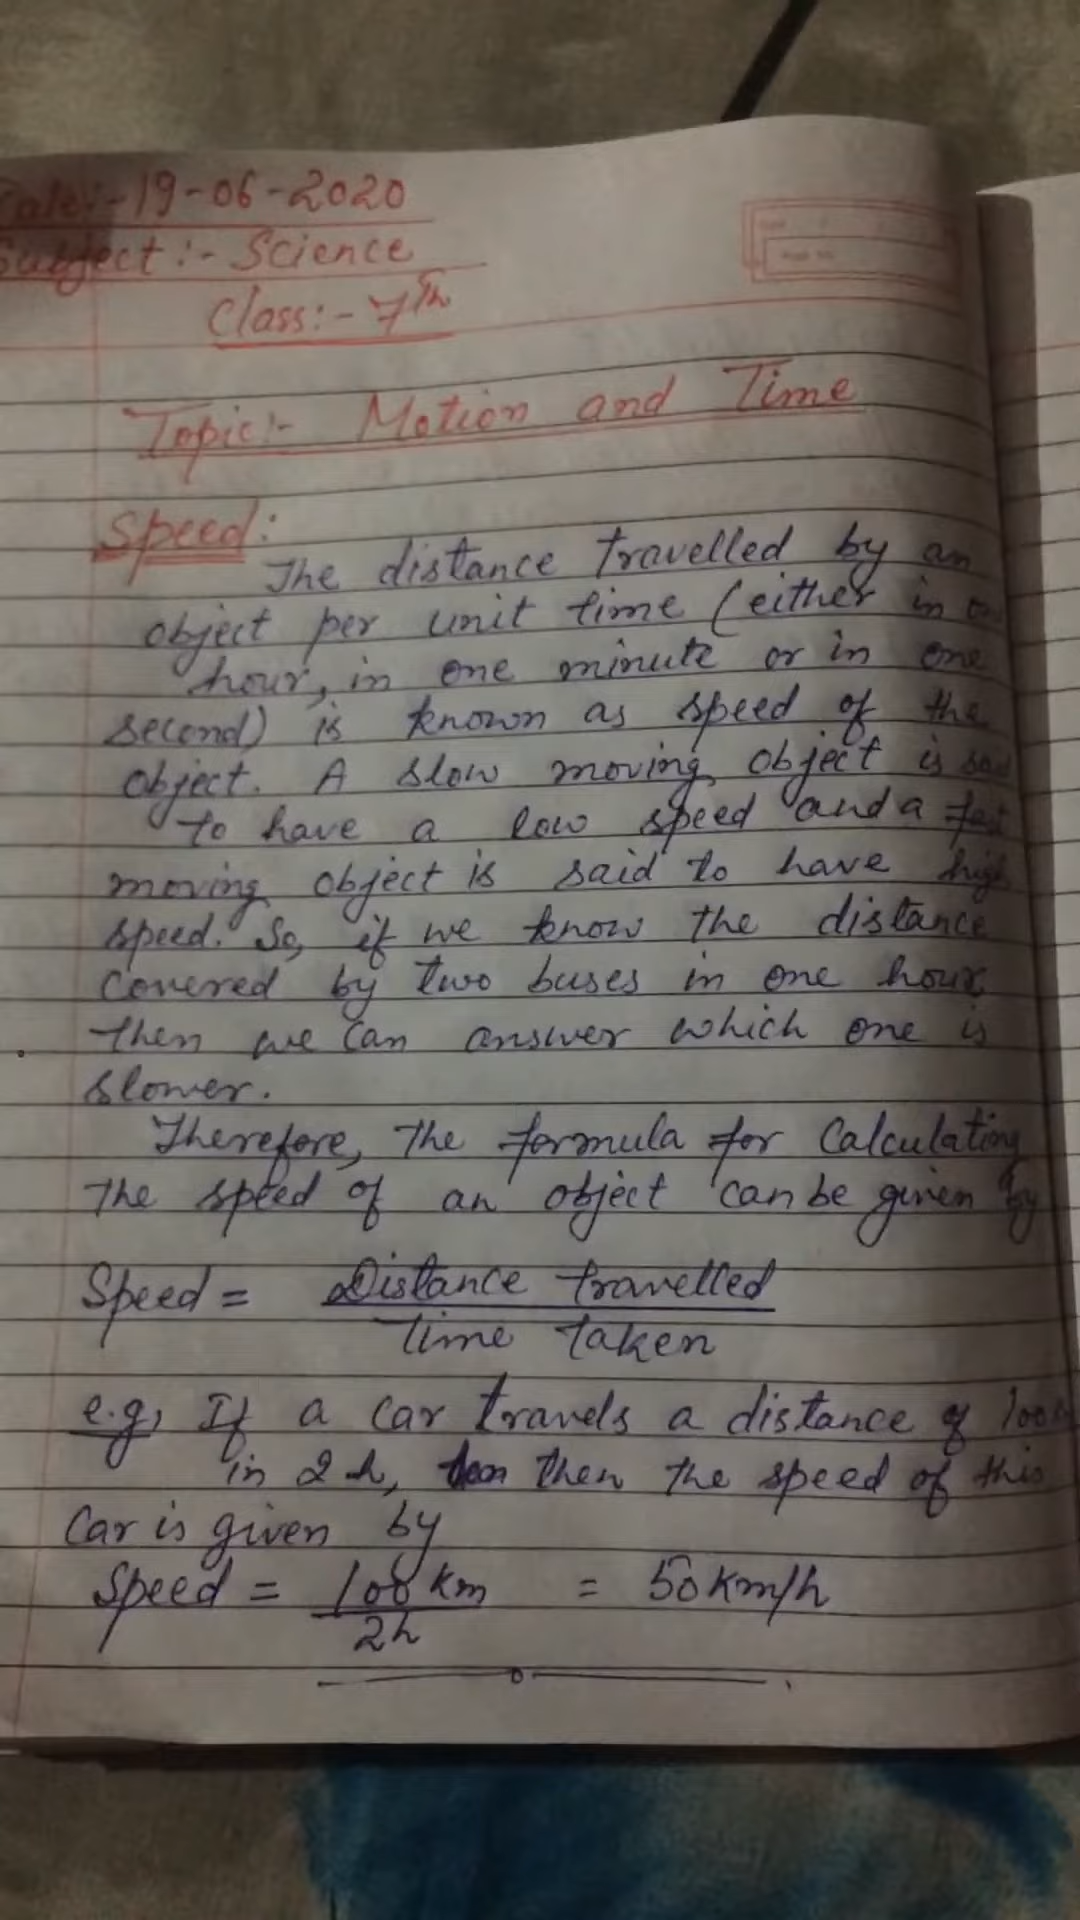 Date:-19-06-2020
Subject:- Science
Class:- 7th
Topic:- Motion and Time
Speed:
The distance travelled by an
object per unit time (either in
hour, in one minute or in one
second) is known as speed of the
object. A slow moving object is
to have a low speed and a
moving object is said to have high
speed. So, if we know the distance
covered by two buses in one hour,
then we can answer which one is
slower.
Therefore, the formula for calculating
the speed of an object can be given by
Speed = Distance travelled
Time taken
e.g, If a car travels a distance of
in 2h, then the speed of this
car is given by
Speed = 100 km = 50 km/h
2h